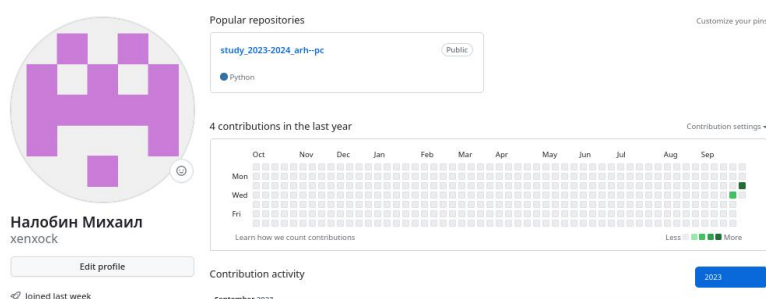 Popular repositories
Customize your pins
study_2023-2024_arh--pc
Public
Python
4 contributions in the last year
Contribution settings
Oct Nov Dec Jan Feb Mar Apr May Jun Jul Aug Sep
Mon
Wed
Fri
Learn how we count contributions
Less More
Налобин Михаил
xenxock
Edit profile
Joined last week
Contribution activity
2023
September 2023